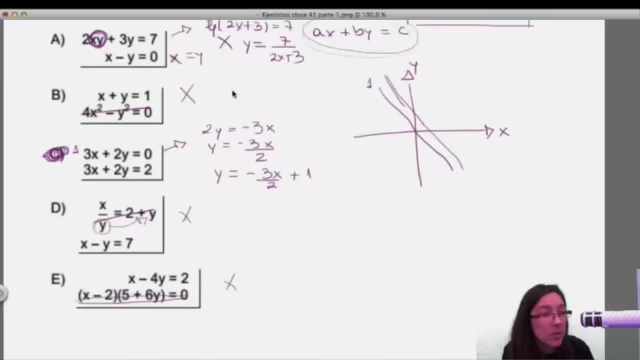 Ejercicios clase 41 parte 1.png @ 100,0 %
y(2x+3) = 7
A) 2xy + 3y = 7
x – y = 0
x = y
X
y = 7/(2x+3)
ax + by = c
B) x + y = 1
4x² – y² = 0
X
3x + 2y = 0
3x + 2y = 2
1
2y = -3x
y = -3x/2
y = -3x/2 + 1
y
1
x
D) x/y = 2 + y
x – y = 7
X
E) x – 4y = 2
(x – 2)(5 + 6y) = 0
X